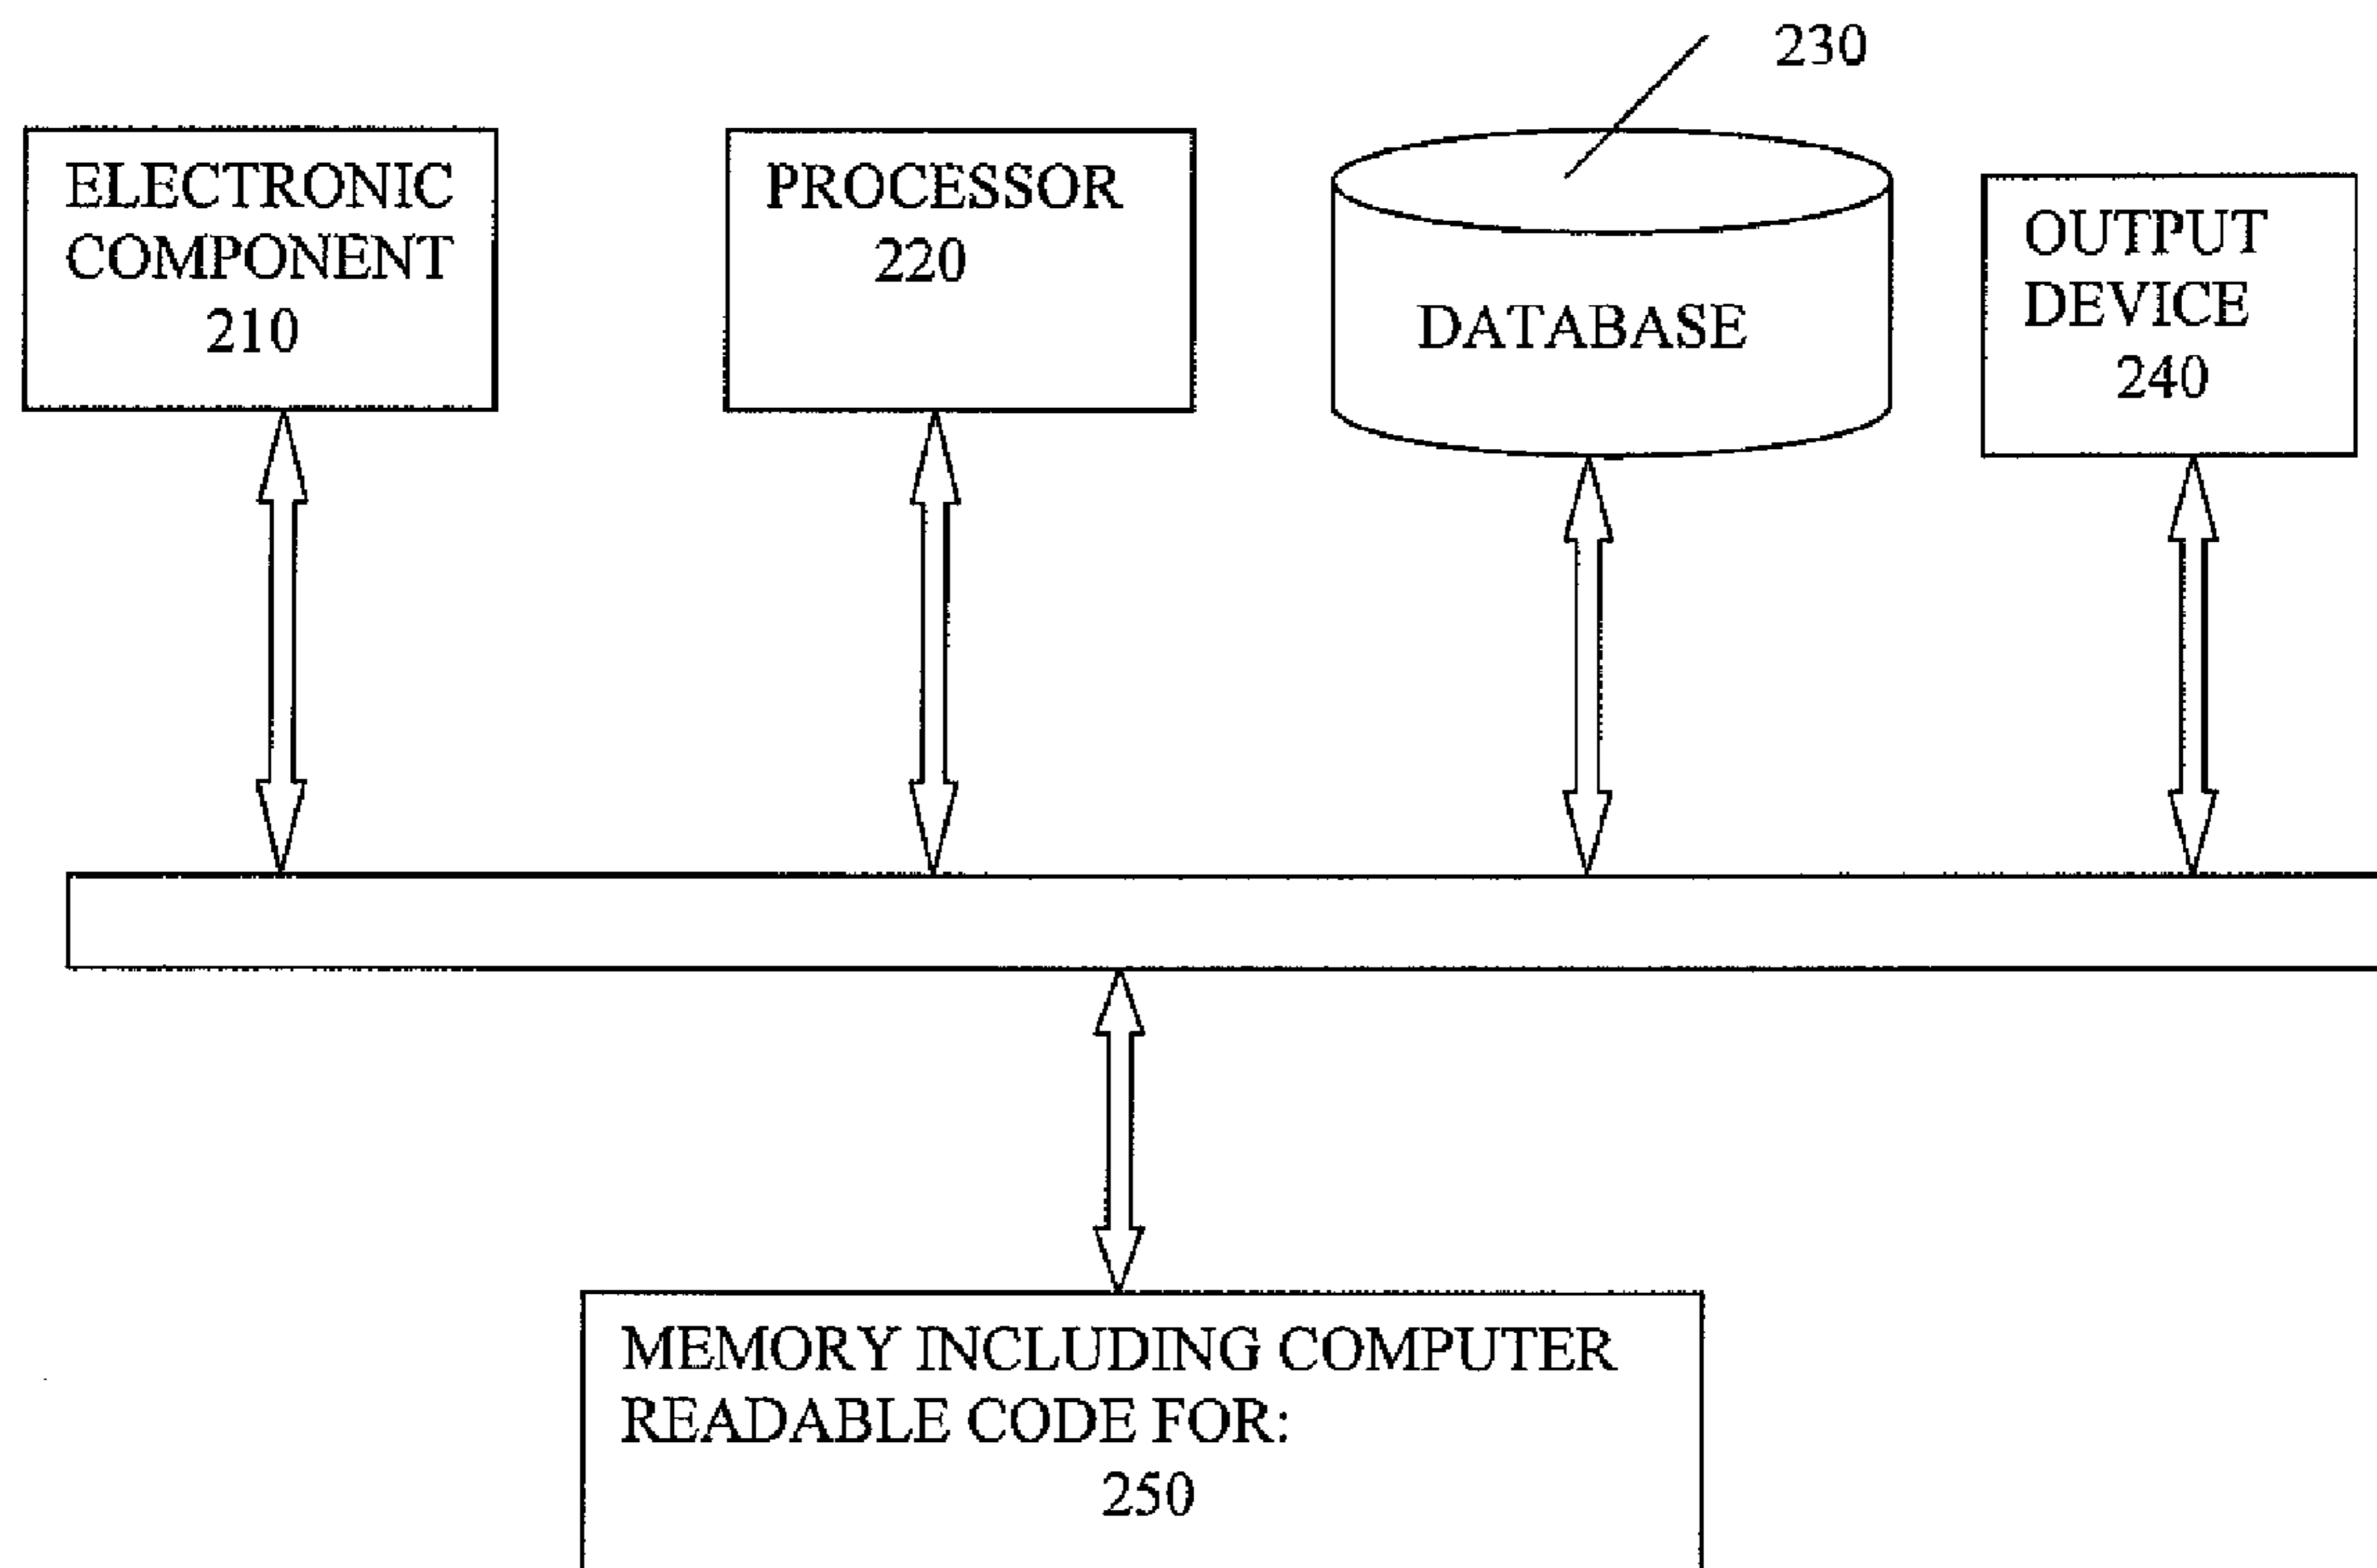 230
ELECTRONIC
COMPONENT
210
PROCESSOR
220
DATABASE
OUTPUT
DEVICE
240
MEMORY INCLUDING COMPUTER
READABLE CODE FOR:
250